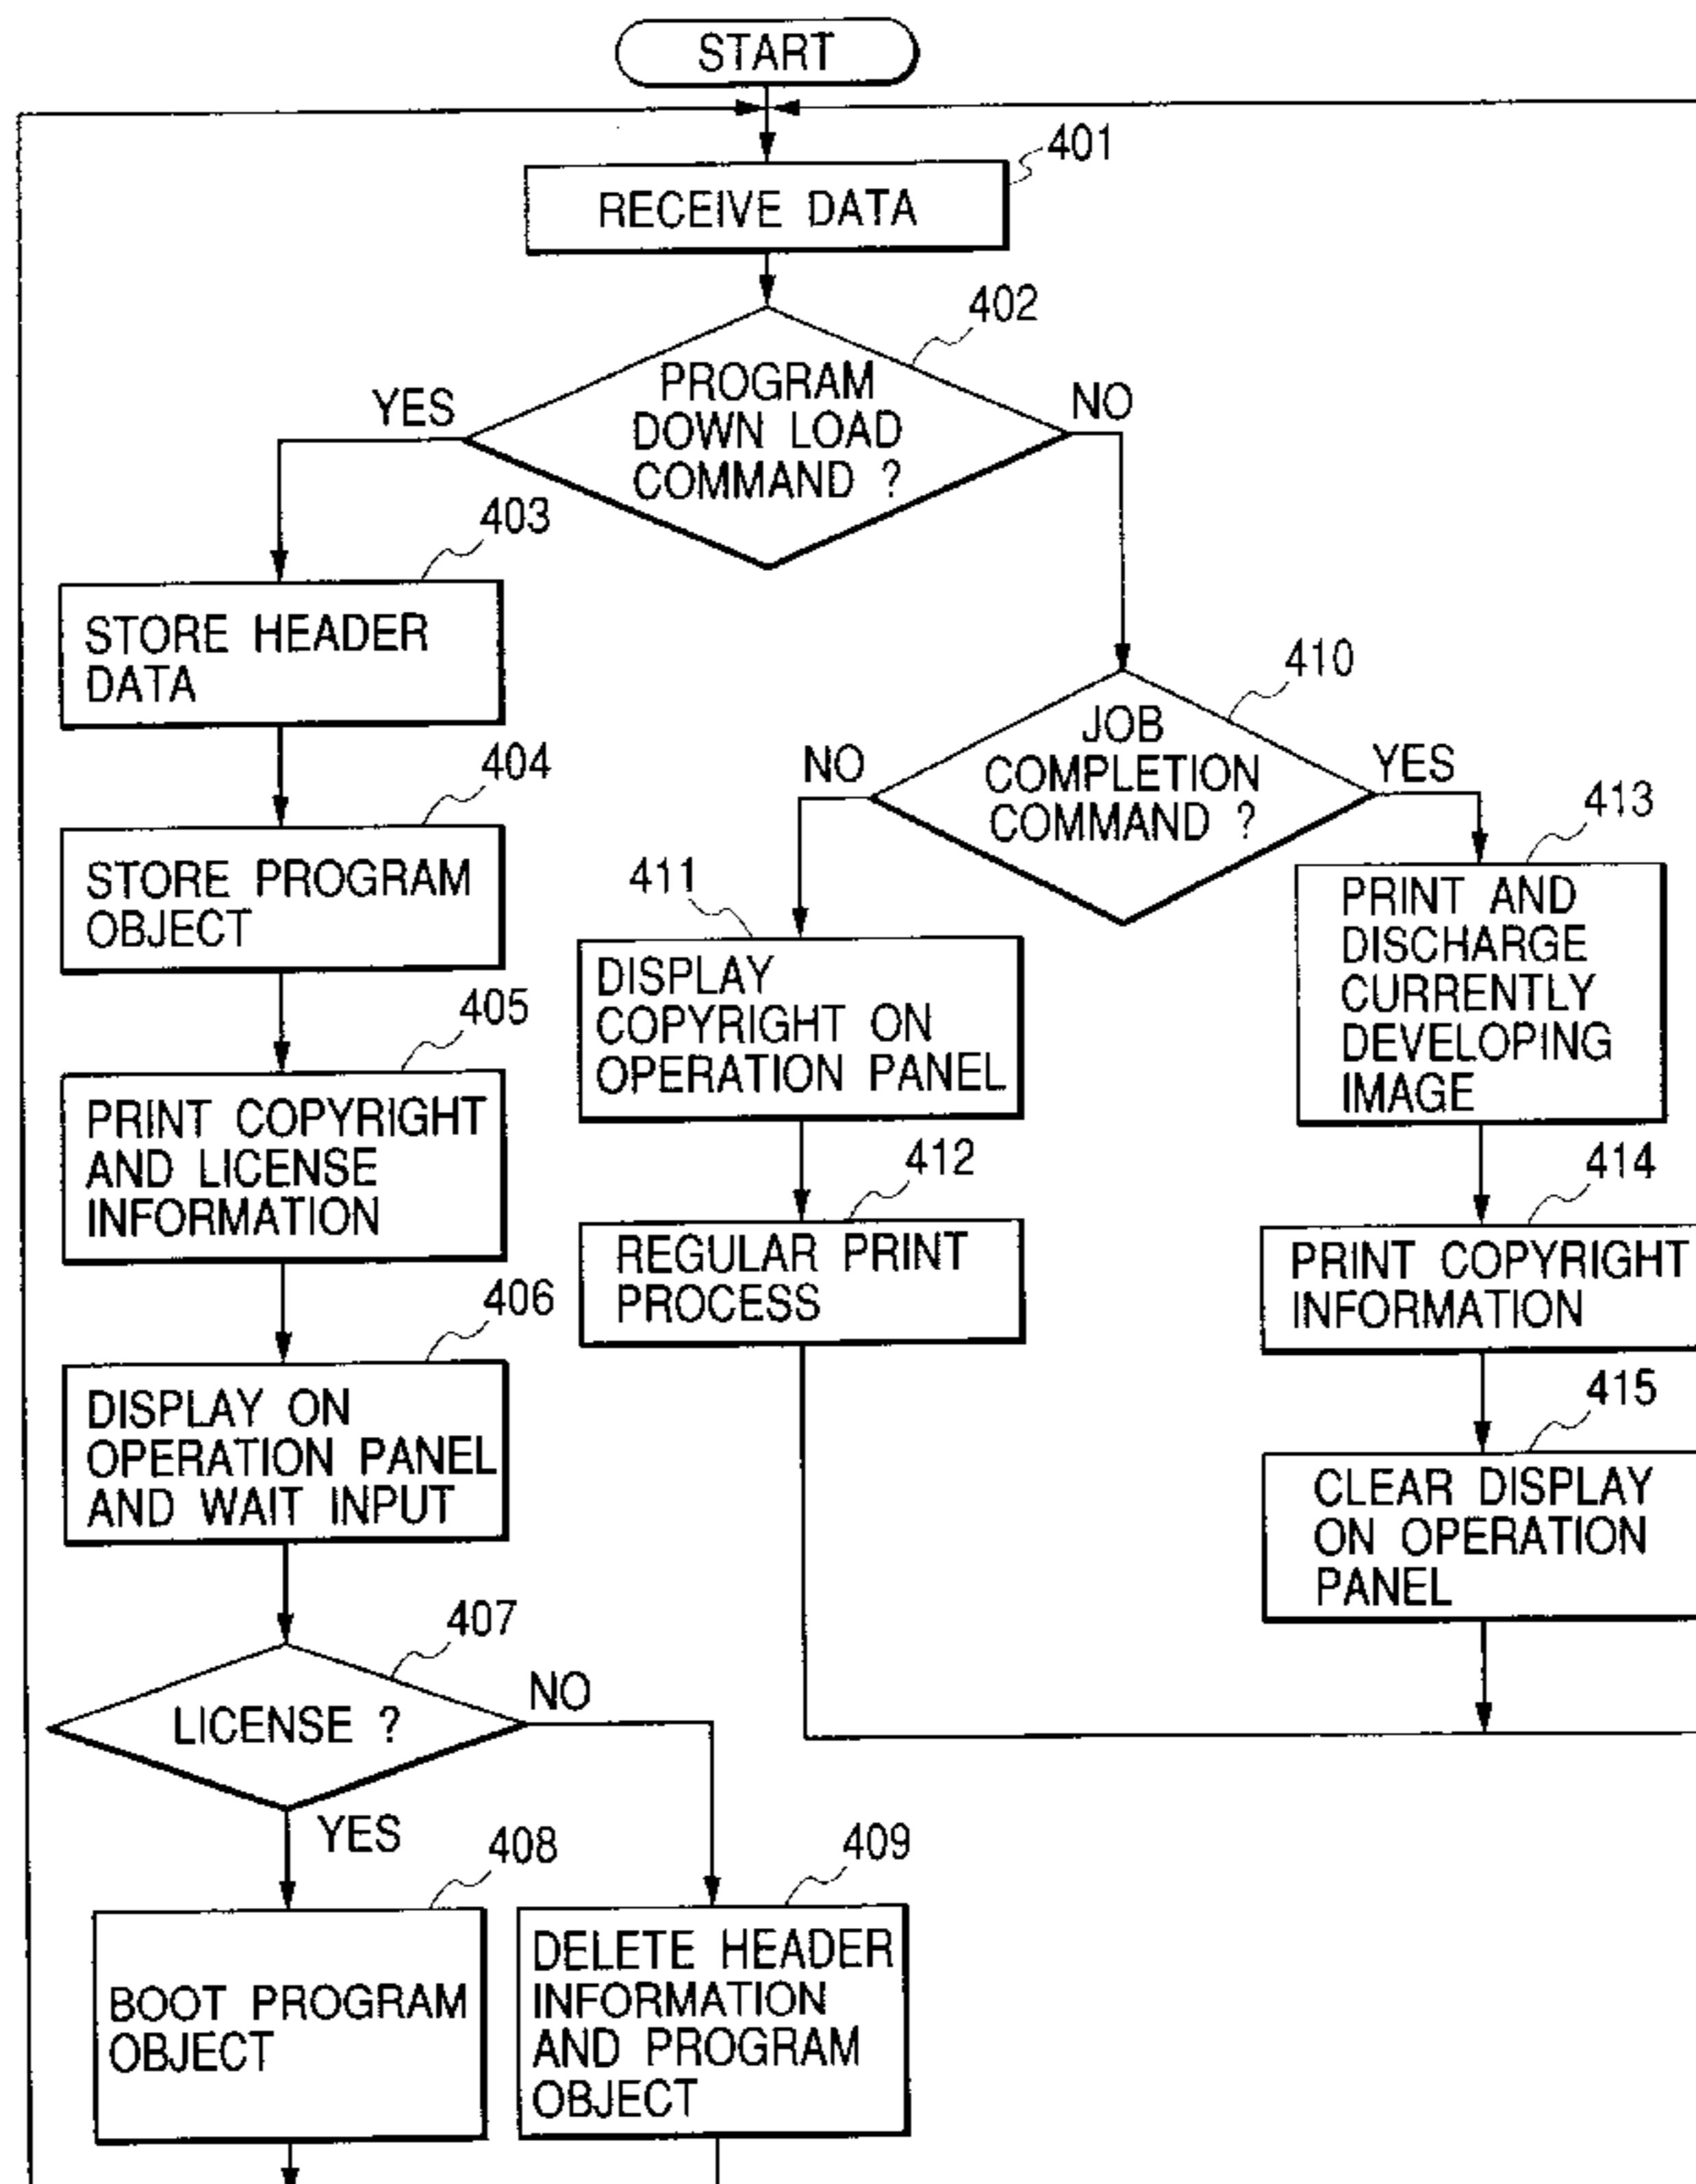 START
401
RECEIVE DATA
402
PROGRAM
DOWN LOAD
COMMAND ?
YES
NO
403
STORE HEADER
DATA
404
STORE PROGRAM
OBJECT
405
PRINT COPYRIGHT
AND LICENSE
INFORMATION
406
DISPLAY ON
OPERATION PANEL
AND WAIT INPUT
407
LICENSE ?
NO
YES
408
BOOT PROGRAM
OBJECT
409
DELETE HEADER
INFORMATION
AND PROGRAM
OBJECT
410
JOB
COMPLETION
COMMAND ?
NO
YES
411
DISPLAY
COPYRIGHT ON
OPERATION PANEL
412
REGULAR PRINT
PROCESS
413
PRINT AND
DISCHARGE
CURRENTLY
DEVELOPING
IMAGE
414
PRINT COPYRIGHT
INFORMATION
415
CLEAR DISPLAY
ON OPERATION
PANEL